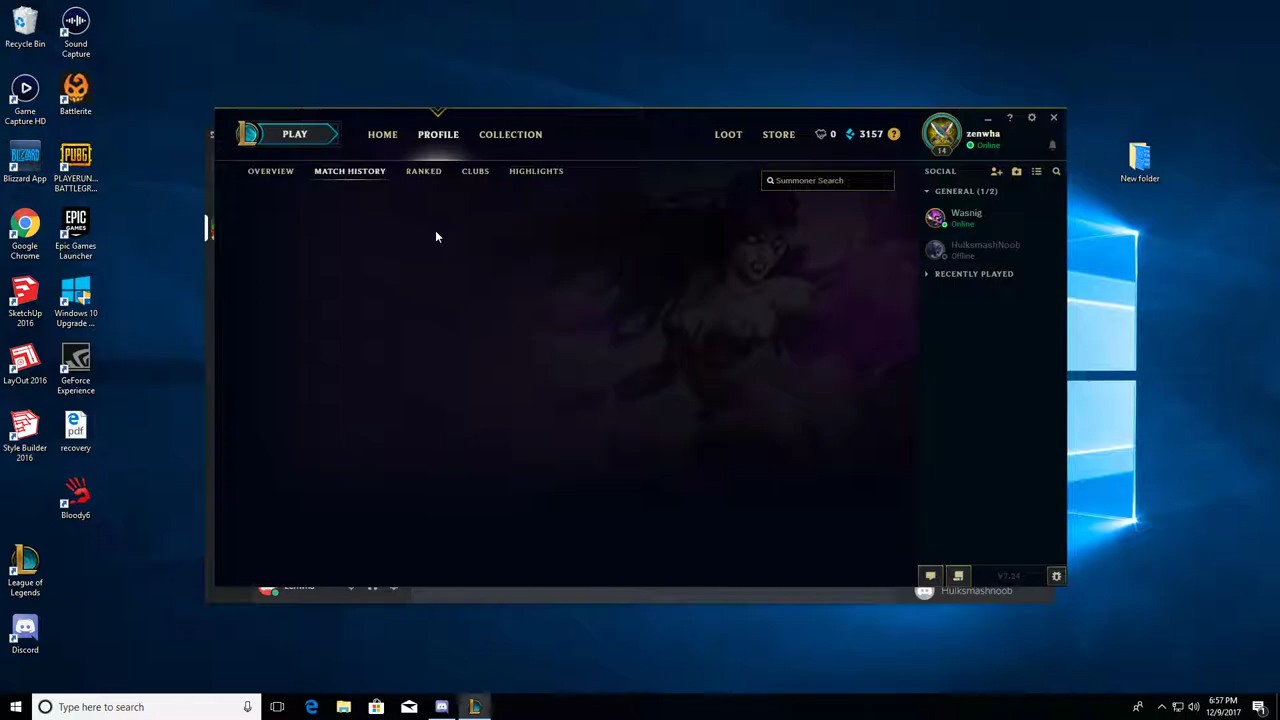 Recycle Bin
Sound
Capture
Game
Capture HD
Battlerite
Blizzard App
PLAYERUN...
BATTLEGR...
Google
Chrome
Epic Games
Launcher
SketchUp
2016
Windows 10
Upgrade ...
LayOut 2016
GeForce
Experience
Style Builder
2016
recovery
Bloody6
League of
Legends
Discord
New folder
PLAY
HOME
PROFILE
COLLECTION
LOOT
STORE
0
3157
?
14
zenwha
Online
?
OVERVIEW
MATCH HISTORY
RANKED
CLUBS
HIGHLIGHTS
Summoner Search
SOCIAL
GENERAL (1/2)
Wasnig
Online
HulksmashNoob
Offline
RECENTLY PLAYED
V7.24
Hulksmashnoob
Type here to search
6:57 PM
12/9/2017
1